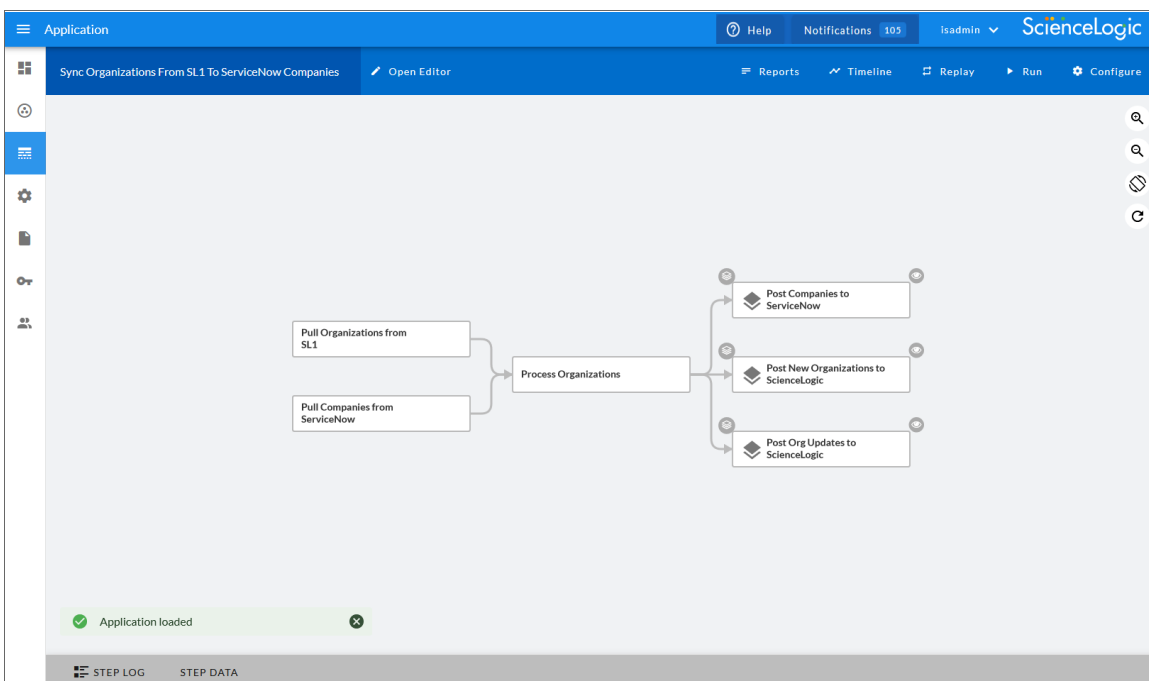 Application
Help
Notifications 105
isadmin
ScienceLogic
Sync Organizations From SL1 To ServiceNow Companies
Open Editor
Reports
Timeline
Replay
Run
Configure
Pull Organizations from
SL1
Pull Companies from
ServiceNow
Process Organizations
Post Companies to
ServiceNow
Post New Organizations to
ScienceLogic
Post Org Updates to
ScienceLogic
Application loaded
STEP LOG
STEP DATA